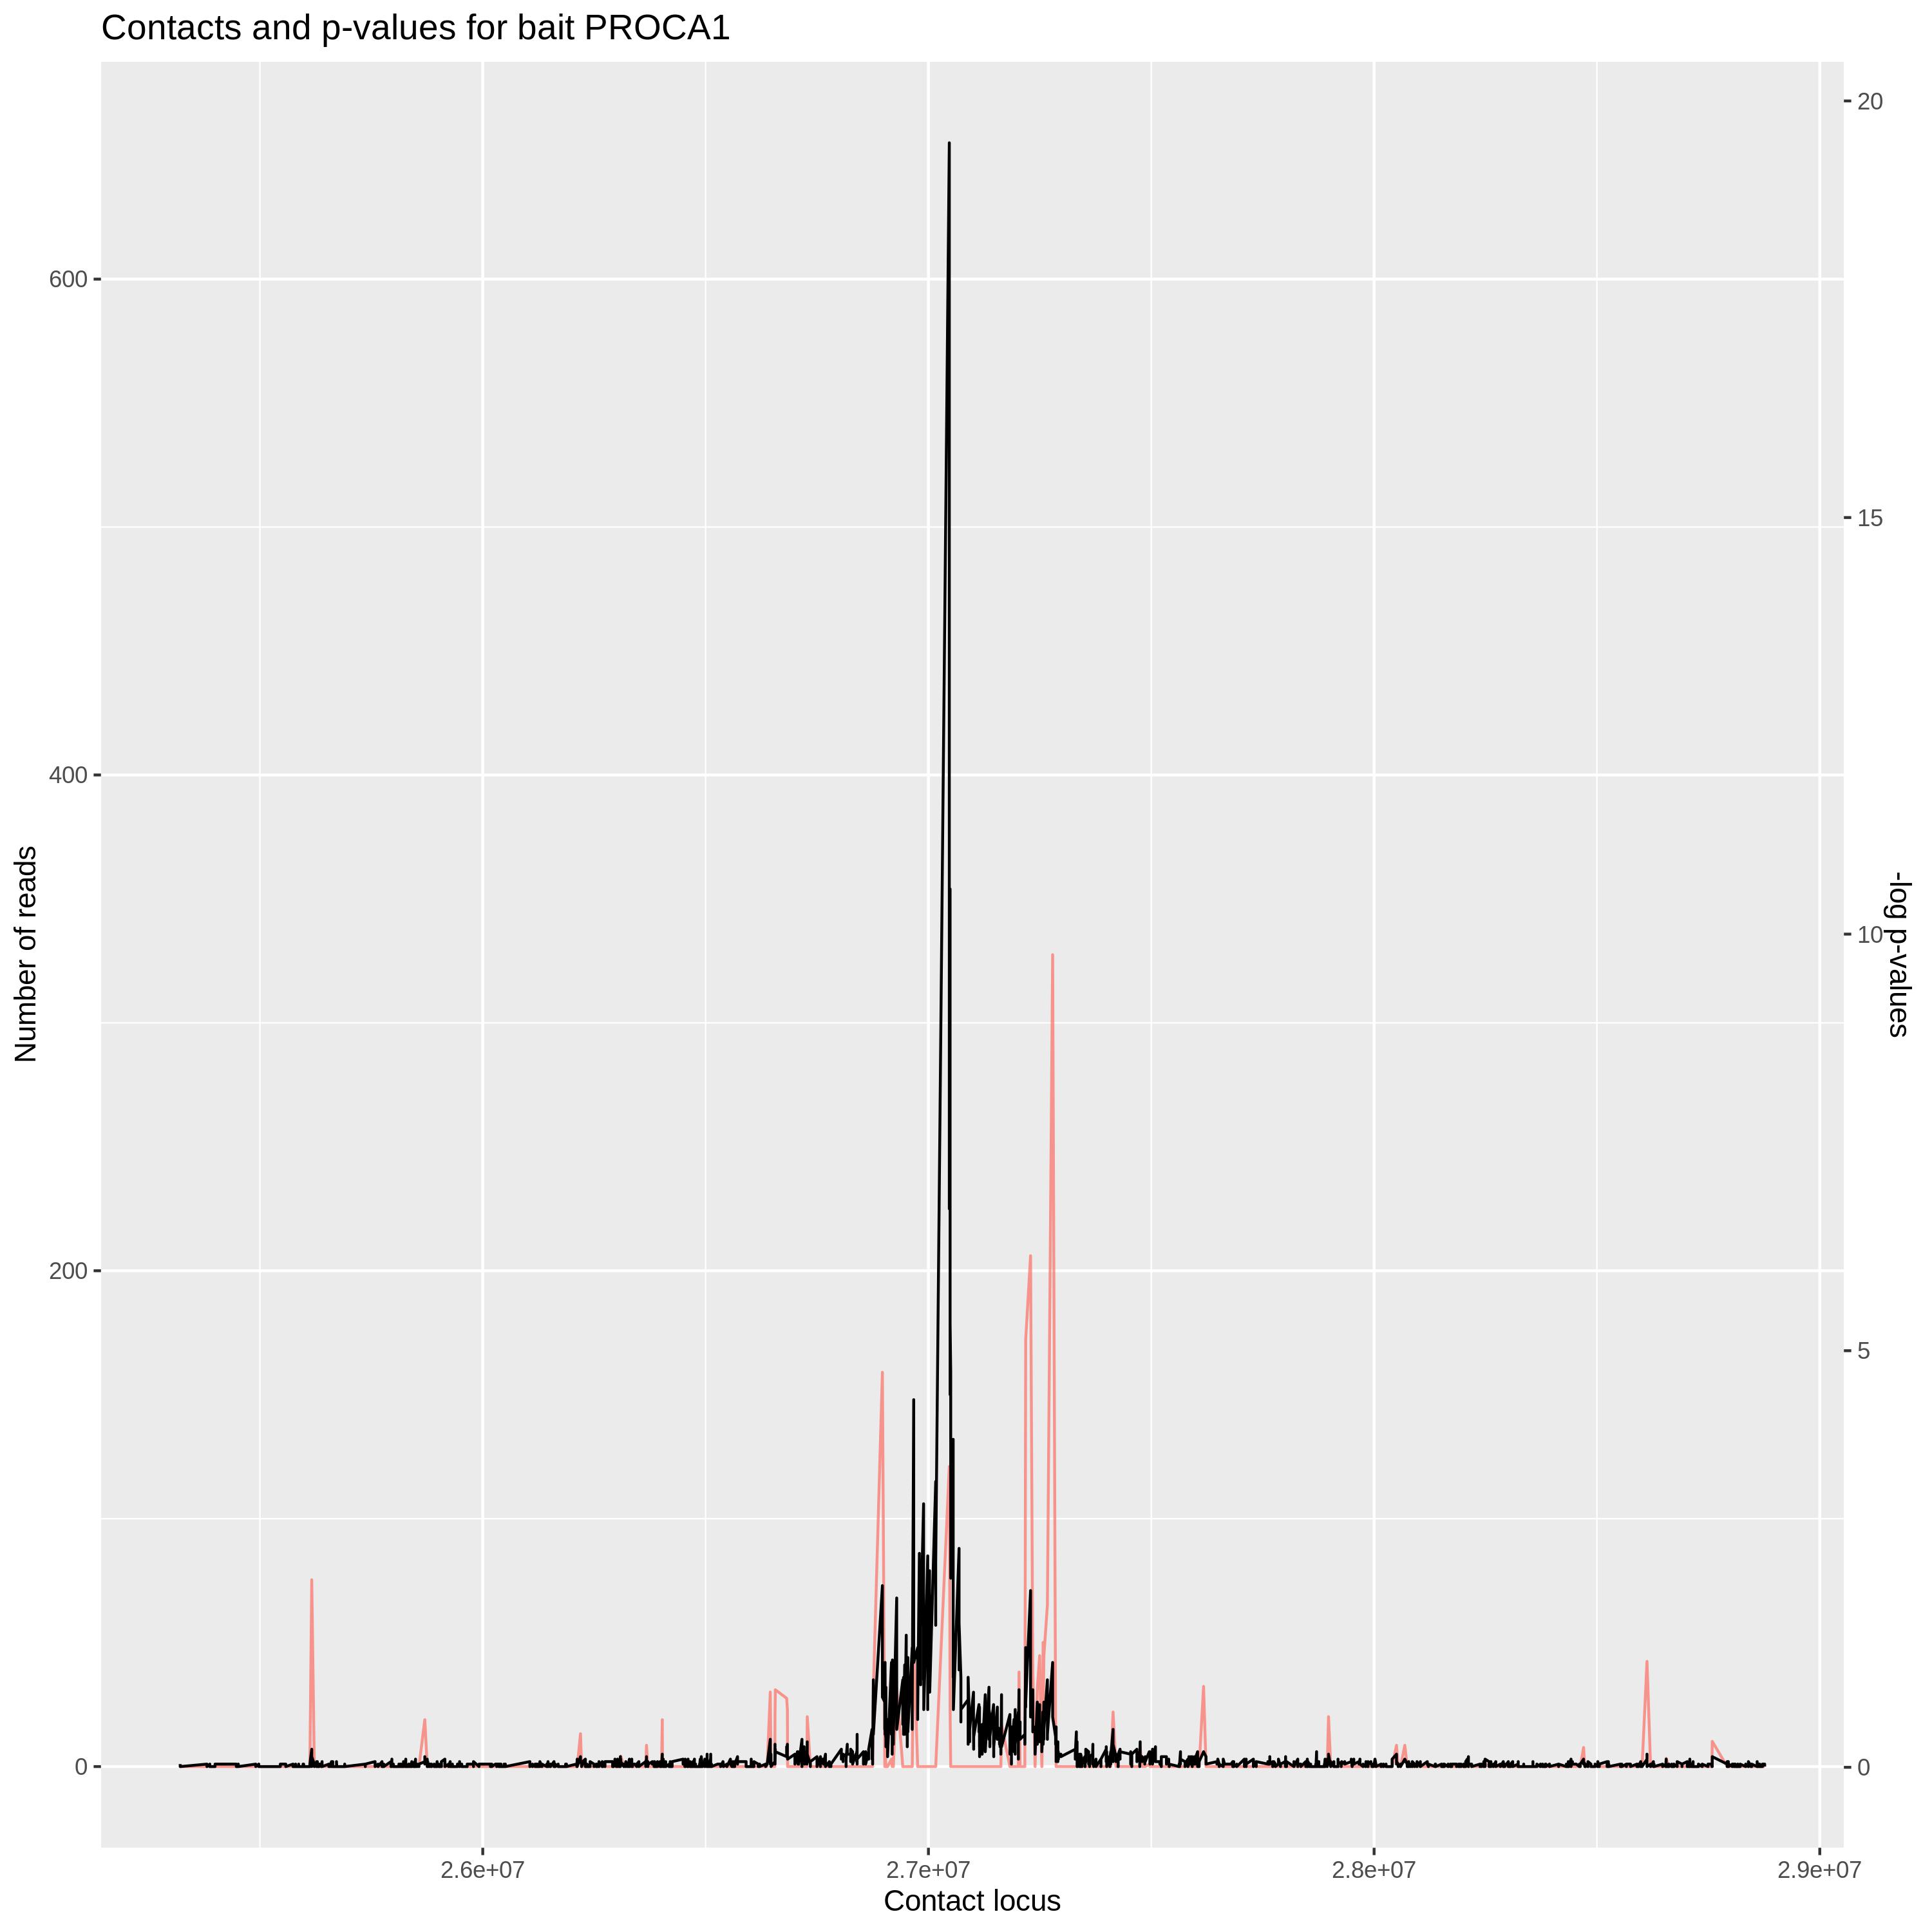 Contacts and p-values for bait PROCA1
20
600
15
400
Number of reads
-log p-values
10
200
5
0
0
2.6e+07
2.7e+07
2.8e+07
2.9e+07
Contact locus